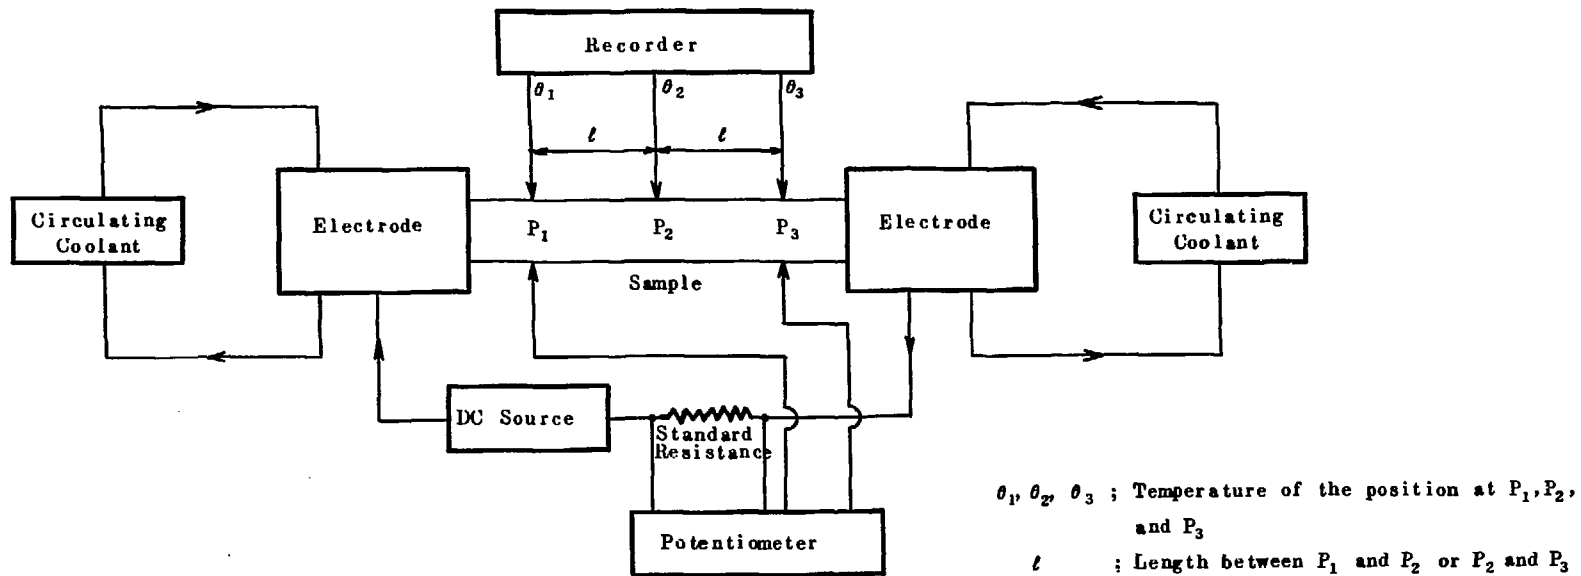 Recorder
θ₁ θ₂ θ₃
ℓ ℓ
Circulating
Coolant
Electrode
P₁ P₂ P₃
Electrode
Circulating
Coolant
Sample
DC Source
Standard
Resistance
Potentiometer
θ₁, θ₂, θ₃ ; Temperature of the position at P₁, P₂,
and P₃
ℓ ; Length between P₁ and P₂ or P₂ and P₃